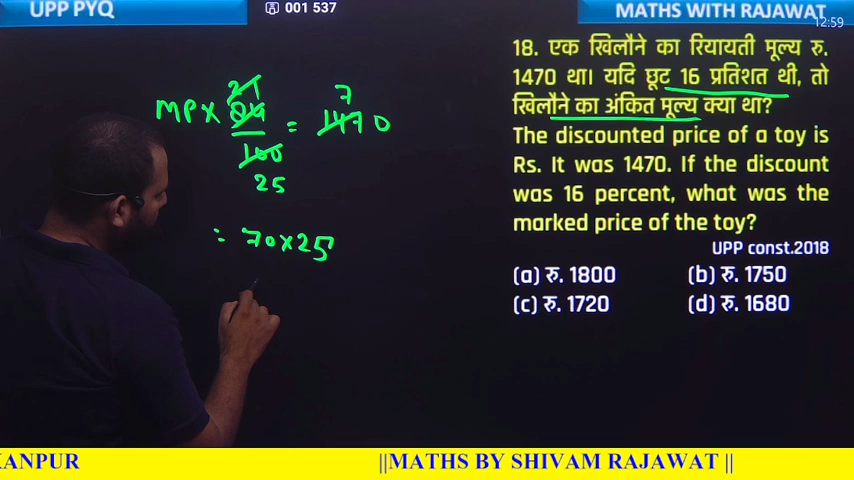 UPP PYQ
001 537
MATHS WITH RAJAWAT
12:59
21
MP X 84 = 1470
7
100
25
= 70x25
18. एक खिलौने का रियायती मूल्य रु.
1470 था। यदि छूट 16 प्रतिशत थी, तो
खिलौने का अंकित मूल्य क्या था?
The discounted price of a toy is
Rs. It was 1470. If the discount
was 16 percent, what was the
marked price of the toy?
UPP const.2018
(a) रु. 1800 (b) रु. 1750
(c) रु. 1720 (d) रु. 1680
KANPUR ||MATHS BY SHIVAM RAJAWAT ||